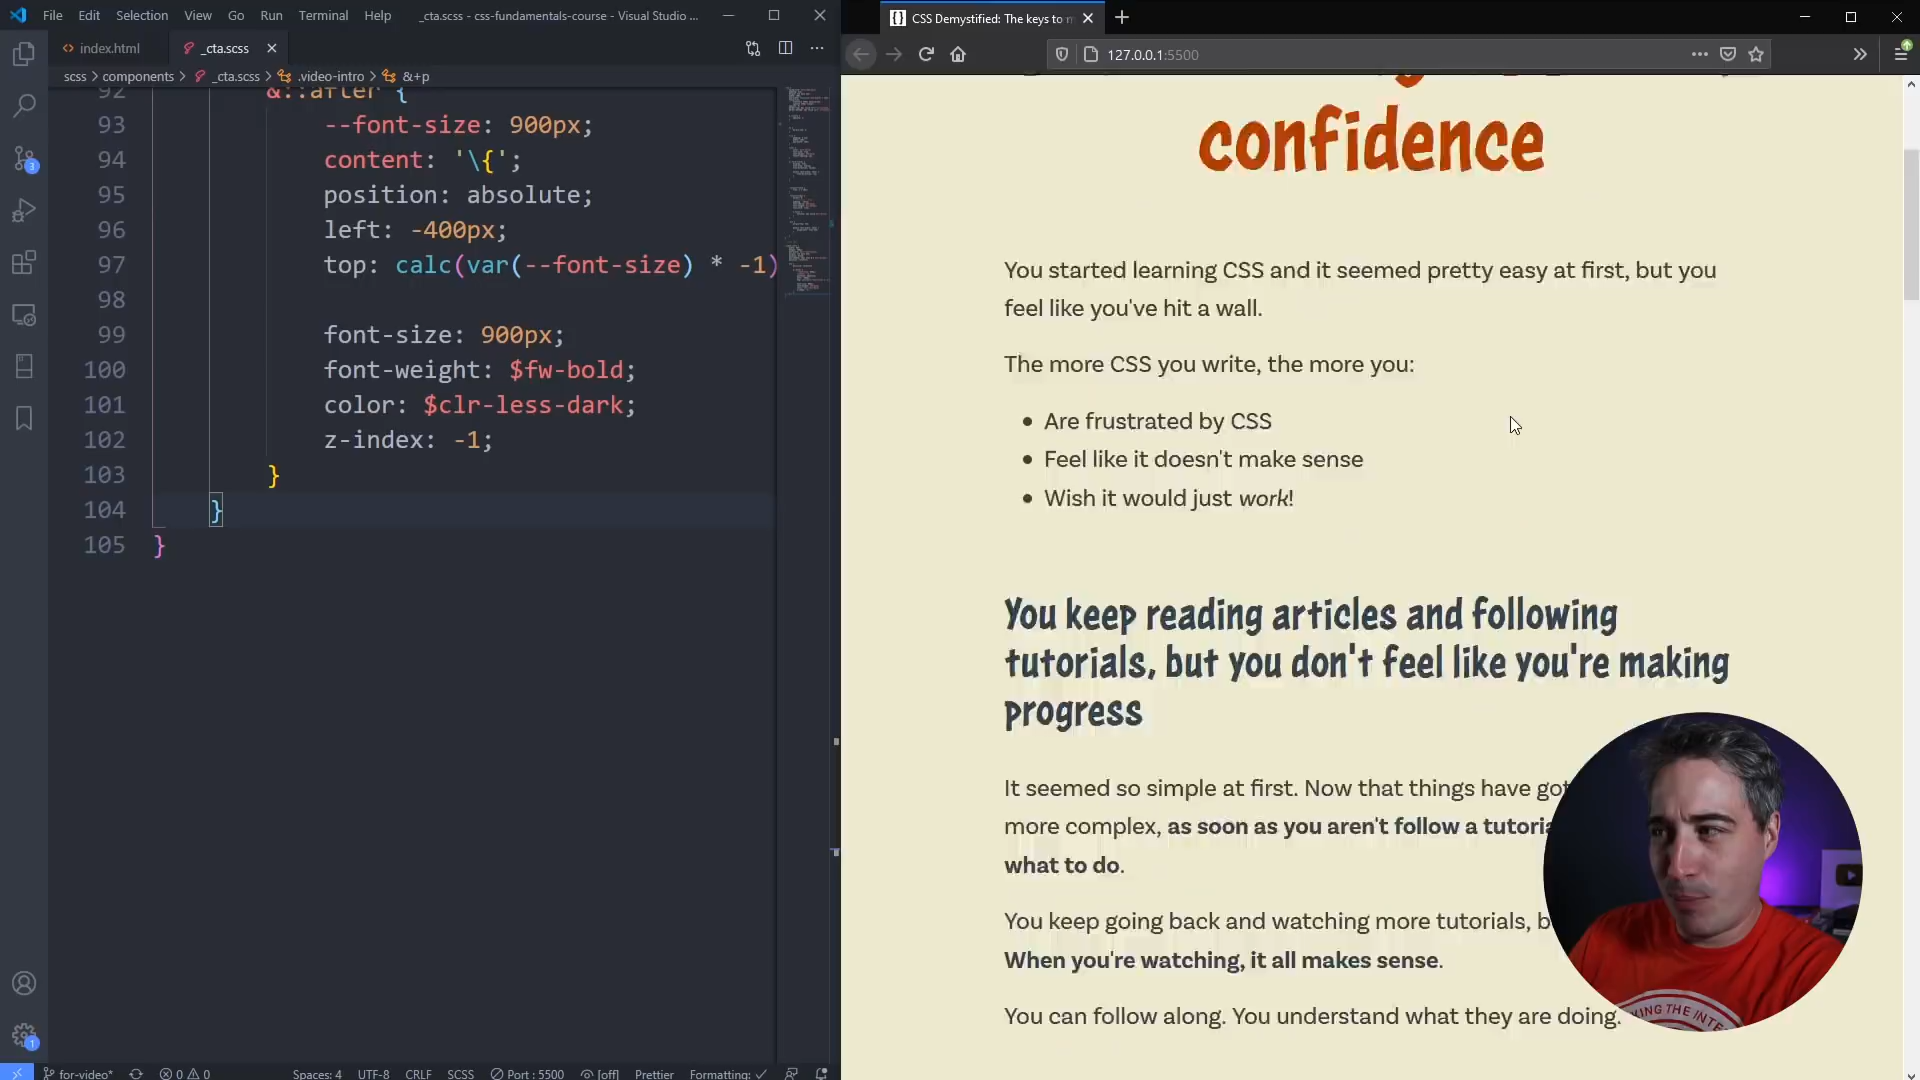 File Edit Selection View Go Run Terminal Help _cta.scss - css-fundamentals-course - Visual Studio ...
index.html _cta.scss
scss > components > _cta.scss > .video-intro > &+p
92 &::after {
93 --font-size: 900px;
94 content: '\{';
95 position: absolute;
96 left: -400px;
97 top: calc(var(--font-size) * -1)
98
99 font-size: 900px;
100 font-weight: $fw-bold;
101 color: $clr-less-dark;
102 z-index: -1;
103 }
104 }
105 }
3
1
for-video* 0 0 Spaces: 4 UTF-8 CRLF SCSS Port : 5500 [off] Prettier Formatting:
{} CSS Demystified: The keys to m
127.0.0.1:5500
confidence
You started learning CSS and it seemed pretty easy at first, but you
feel like you've hit a wall.
The more CSS you write, the more you:
• Are frustrated by CSS
• Feel like it doesn't make sense
• Wish it would just work!
You keep reading articles and following
tutorials, but you don't feel like you're making
progress
It seemed so simple at first. Now that things have got
more complex, as soon as you aren't follow a tutoria
what to do.
You keep going back and watching more tutorials, b
When you're watching, it all makes sense.
You can follow along. You understand what they are doing.
KING THE INTE